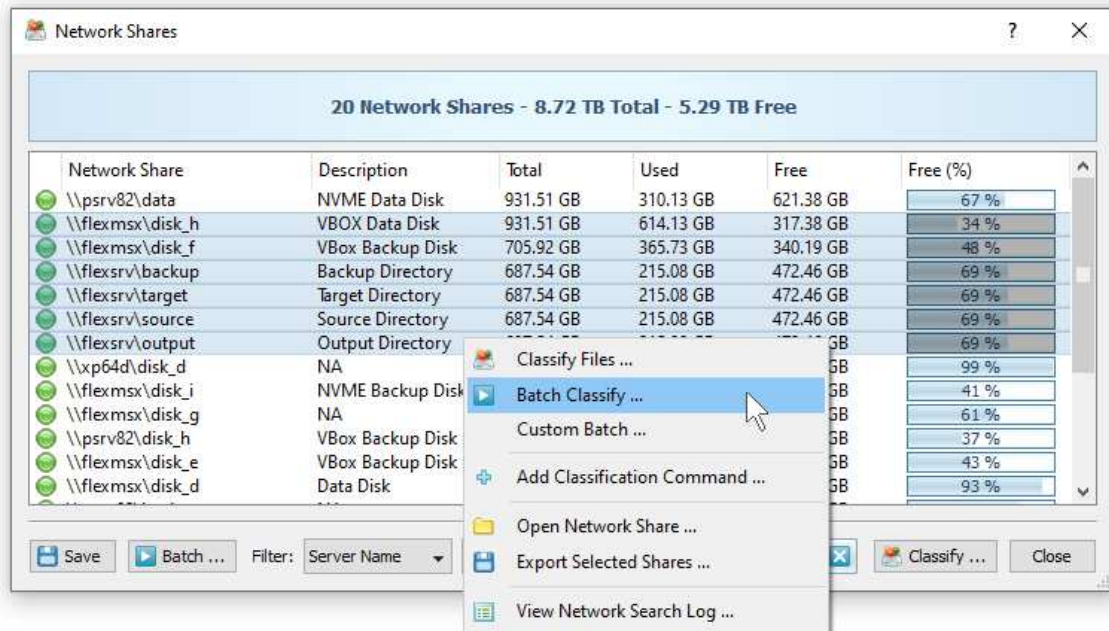 Network Shares ?
20 Network Shares - 8.72 TB Total - 5.29 TB Free
Network Share Description Total Used Free Free (%)
\\psrv82\data NVME Data Disk 931.51 GB 310.13 GB 621.38 GB 67 %
\\flexmsx\disk_h VBOX Data Disk 931.51 GB 614.13 GB 317.38 GB 34 %
\\flexmsx\disk_f VBox Backup Disk 705.92 GB 365.73 GB 340.19 GB 48 %
\\flexsrv\backup Backup Directory 687.54 GB 215.08 GB 472.46 GB 69 %
\\flexsrv\target Target Directory 687.54 GB 215.08 GB 472.46 GB 69 %
\\flexsrv\source Source Directory 687.54 GB 215.08 GB 472.46 GB 69 %
\\flexsrv\output Output Directory 69 %
\\xp64d\disk_d NA GB 99 %
\\flexmsx\disk_i NVME Backup Disk GB 41 %
\\flexmsx\disk_g NA GB 61 %
\\psrv82\disk_h VBox Backup Disk GB 37 %
\\flexmsx\disk_e VBox Backup Disk GB 43 %
\\flexmsx\disk_d Data Disk GB 93 %
Classify Files ...
Batch Classify ...
Custom Batch ...
Add Classification Command ...
Open Network Share ...
Export Selected Shares ...
View Network Search Log ...
Save Batch ... Filter: Server Name Classify ... Close